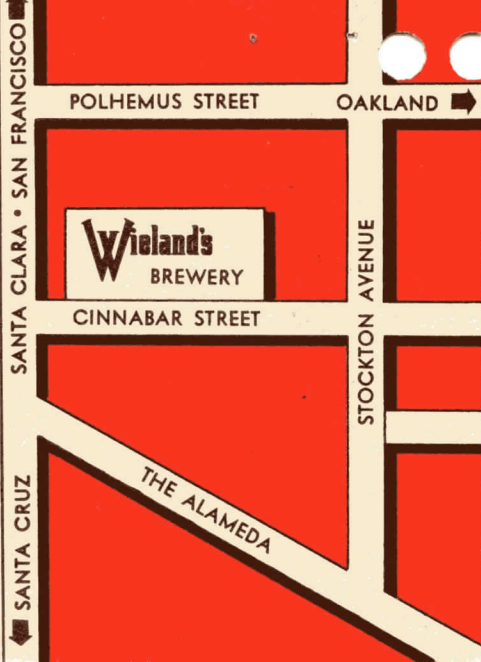 SANTA CLARA • SAN FRANCISCO
POLHEMUS STREET
OAKLAND
Wieland's
BREWERY
CINNABAR STREET
STOCKTON AVENUE
THE ALAMEDA
SANTA CRUZ